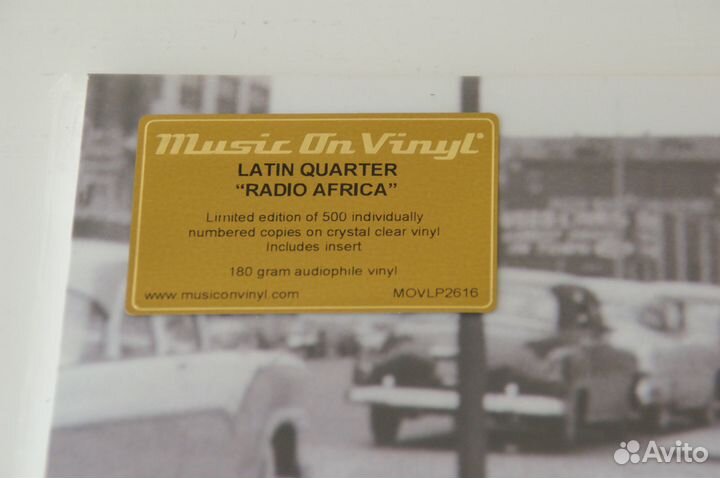 Music On Vinyl®
LATIN QUARTER
"RADIO AFRICA"
Limited edition of 500 individually
numbered copies on crystal clear vinyl
Includes insert
180 gram audiophile vinyl
www.musiconvinyl.com MOVLP2616
Avito